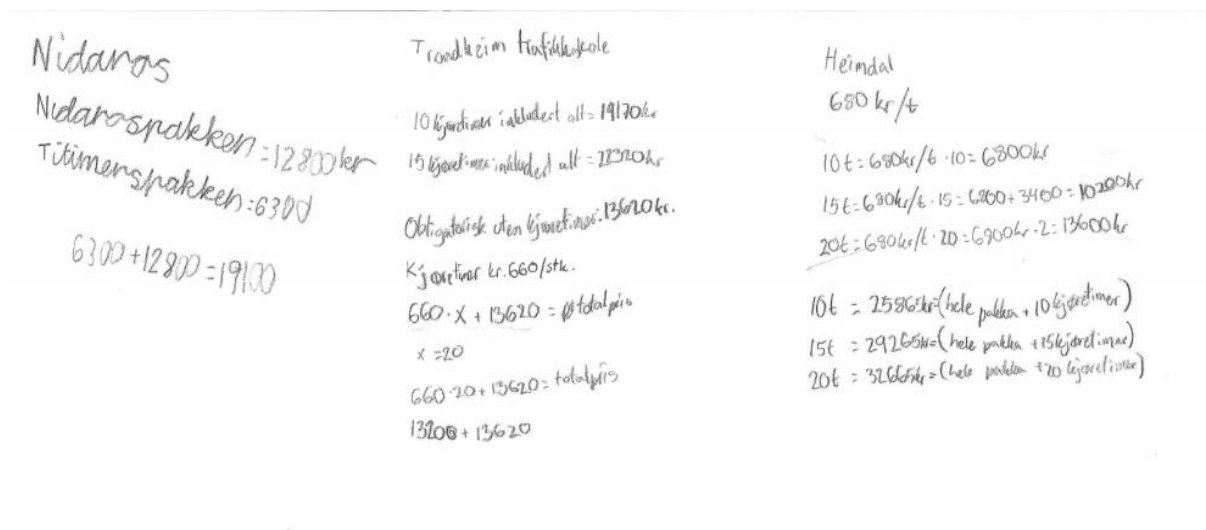 Nidaros
Nidarospakken = 12800kr
Titimerspakken: 6300
6300+12800=19100
Trondheim trafikkskole
10 kjøretimer inkludert alt = 19170kr
15 kjøretimer inkludert alt = 22320kr
Obligatorisk uten kjøretimer: 13620 kr.
Kjøretimer kr. 660/stk.
660 · x + 13620 = totalpris
x = 20
660 · 20 + 13620 = totalpris
13200 + 13620
Heimdal
680 kr/t
10t = 680kr/t · 10 = 6800kr
15t = 680kr/t · 15 = 6800 + 3400 = 10200kr
20t = 680kr/t · 20 = 6800kr · 2 = 13600kr
10t = 25865kr = (hele pakken + 10 kjøretimer)
15t = 29265kr = (hele pakken + 15 kjøretimer)
20t = 32665kr = (hele pakken + 20 kjøretimer)